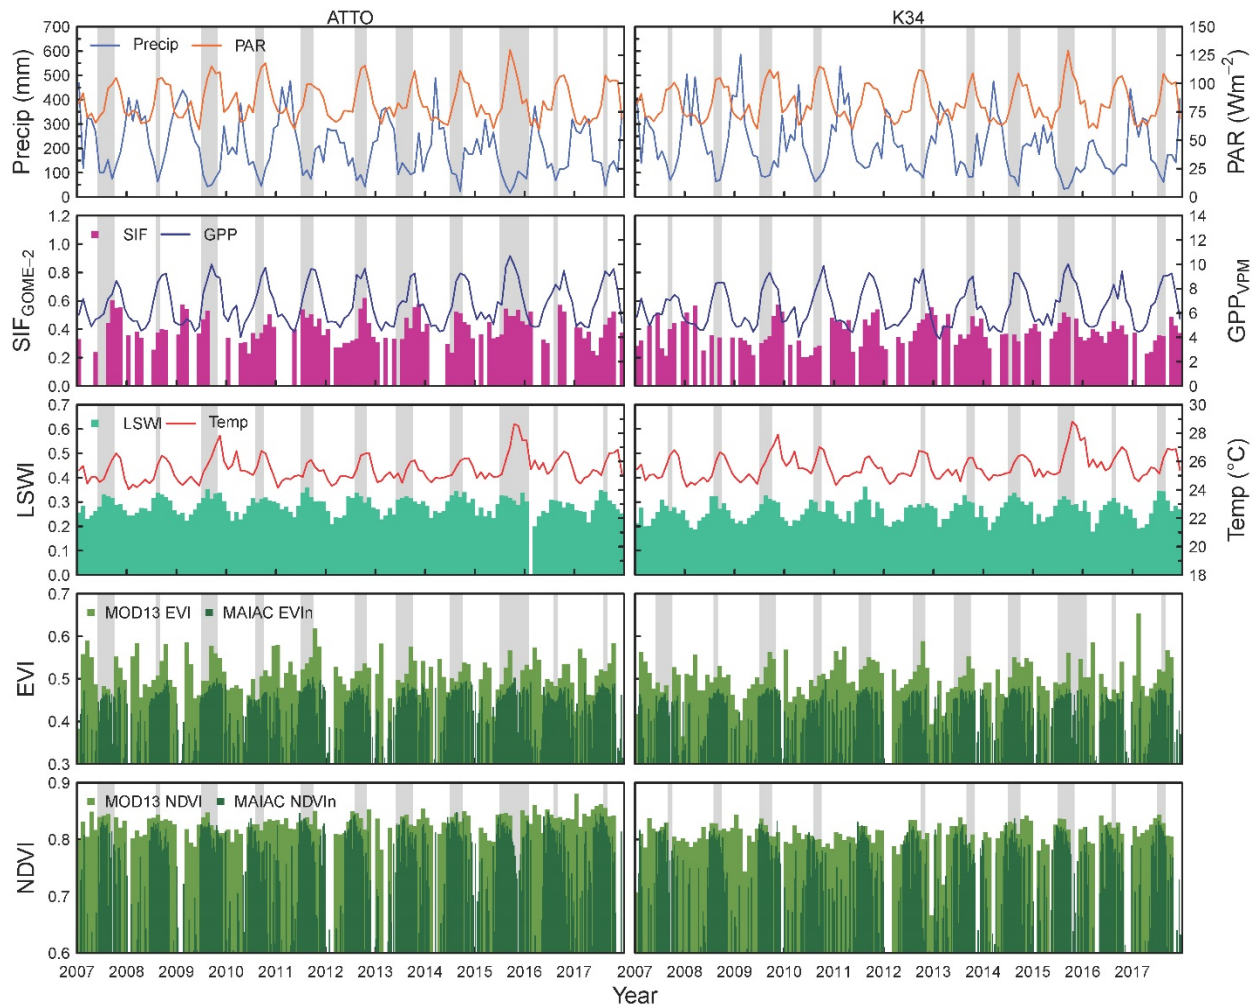 ATTO K34
700 150
600 125
500 100
400
300 75
200 50
100 25
0 0
Precip (mm)
Precip PAR
PAR (Wm−2)
1.2 14
1.0 12
0.8 10
0.6 8
0.4 6
0.2 4
0.0 2
0
SIFGOME-2
SIF GPP
GPPVPM
0.7 30
0.6 28
0.5 26
0.4 24
0.3 22
0.2 20
0.1 18
0.0
LSWI
LSWI Temp
Temp (°C)
0.7
0.6
0.5
0.4
0.3
EVI
MOD13 EVI MAIAC EVIn
0.9
0.8
0.7
0.6
NDVI
MOD13 NDVI MAIAC NDVIn
2007 2008 2009 2010 2011 2012 2013 2014 2015 2016 2017 2007 2008 2009 2010 2011 2012 2013 2014 2015 2016 2017
Year